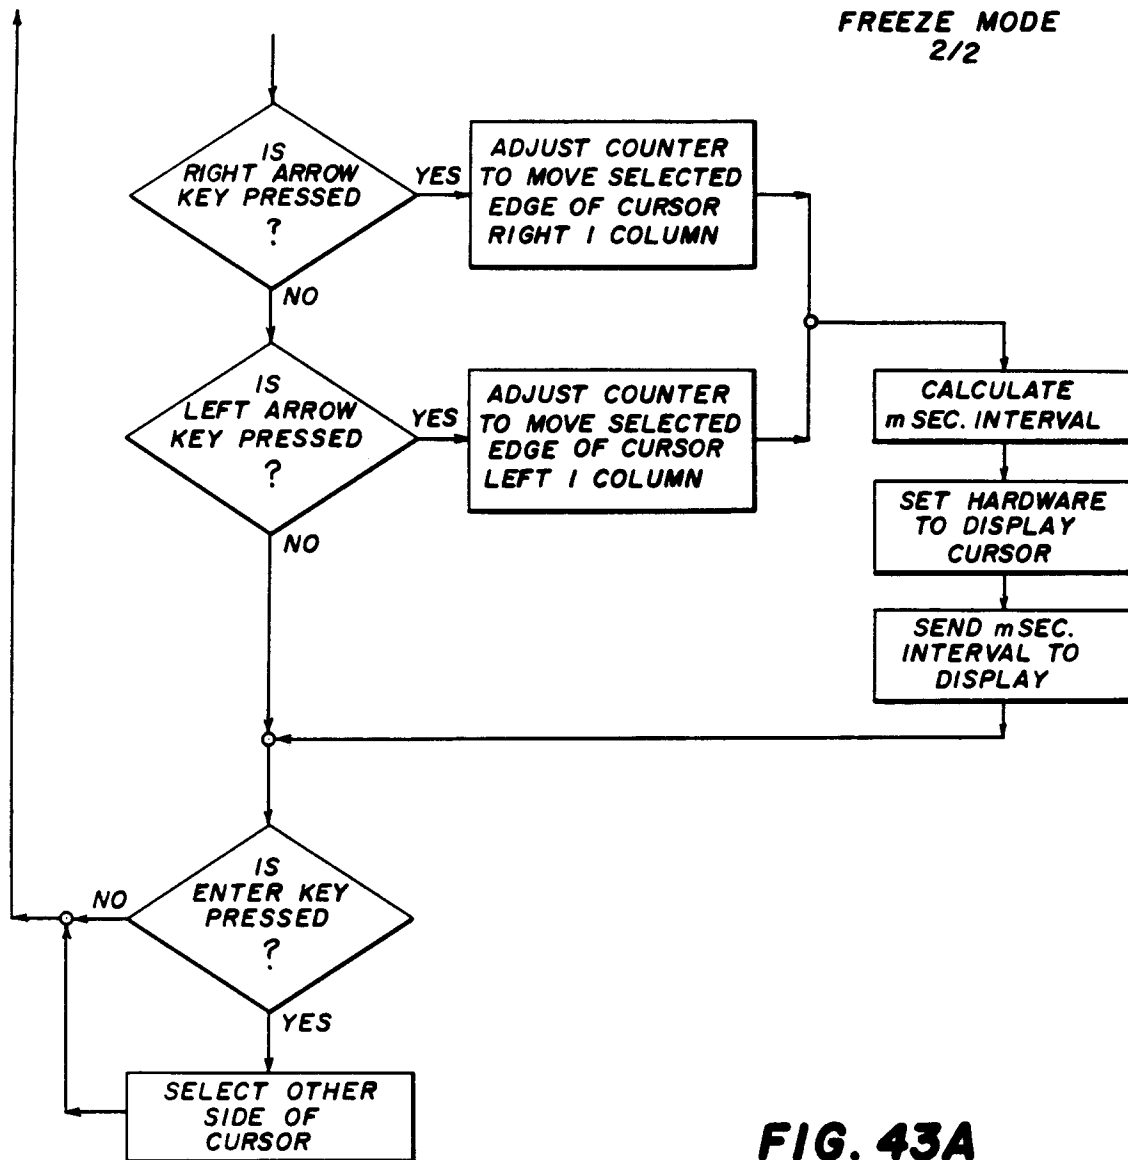 FREEZE MODE
2/2
IS
RIGHT ARROW
KEY PRESSED
?
YES
NO
ADJUST COUNTER
TO MOVE SELECTED
EDGE OF CURSOR
RIGHT 1 COLUMN
IS
LEFT ARROW
KEY PRESSED
?
YES
NO
ADJUST COUNTER
TO MOVE SELECTED
EDGE OF CURSOR
LEFT 1 COLUMN
CALCULATE
mSEC. INTERVAL
SET HARDWARE
TO DISPLAY
CURSOR
SEND mSEC.
INTERVAL TO
DISPLAY
IS
ENTER KEY
PRESSED
?
NO
YES
SELECT OTHER
SIDE OF
CURSOR
FIG. 43A